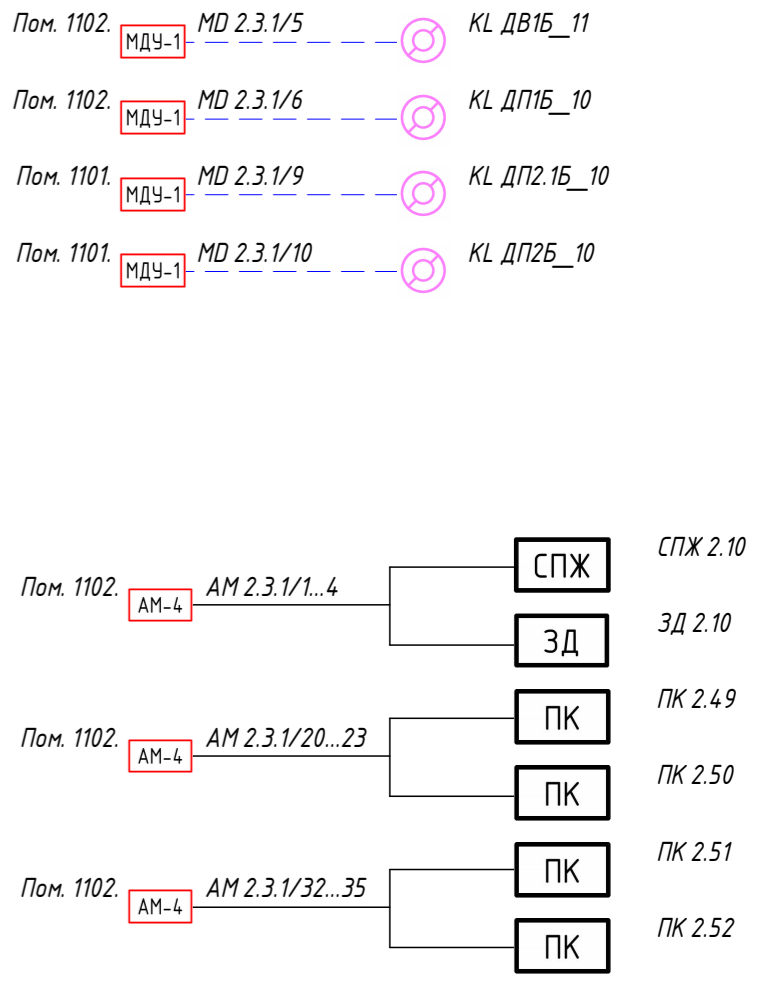 Пом. 1102. МДУ-1 MD 2.3.1/5 KL ДВ1Б__11
Пом. 1102. МДУ-1 MD 2.3.1/6 KL ДП1Б__10
Пом. 1101. МДУ-1 MD 2.3.1/9 KL ДП2.1Б__10
Пом. 1101. МДУ-1 MD 2.3.1/10 KL ДП2Б__10
СПЖ СПЖ 2.10
Пом. 1102. АМ-4 АМ 2.3.1/1...4
ЗД ЗД 2.10
ПК ПК 2.49
Пом. 1102. АМ-4 АМ 2.3.1/20...23
ПК ПК 2.50
ПК ПК 2.51
Пом. 1102. АМ-4 АМ 2.3.1/32...35
ПК ПК 2.52